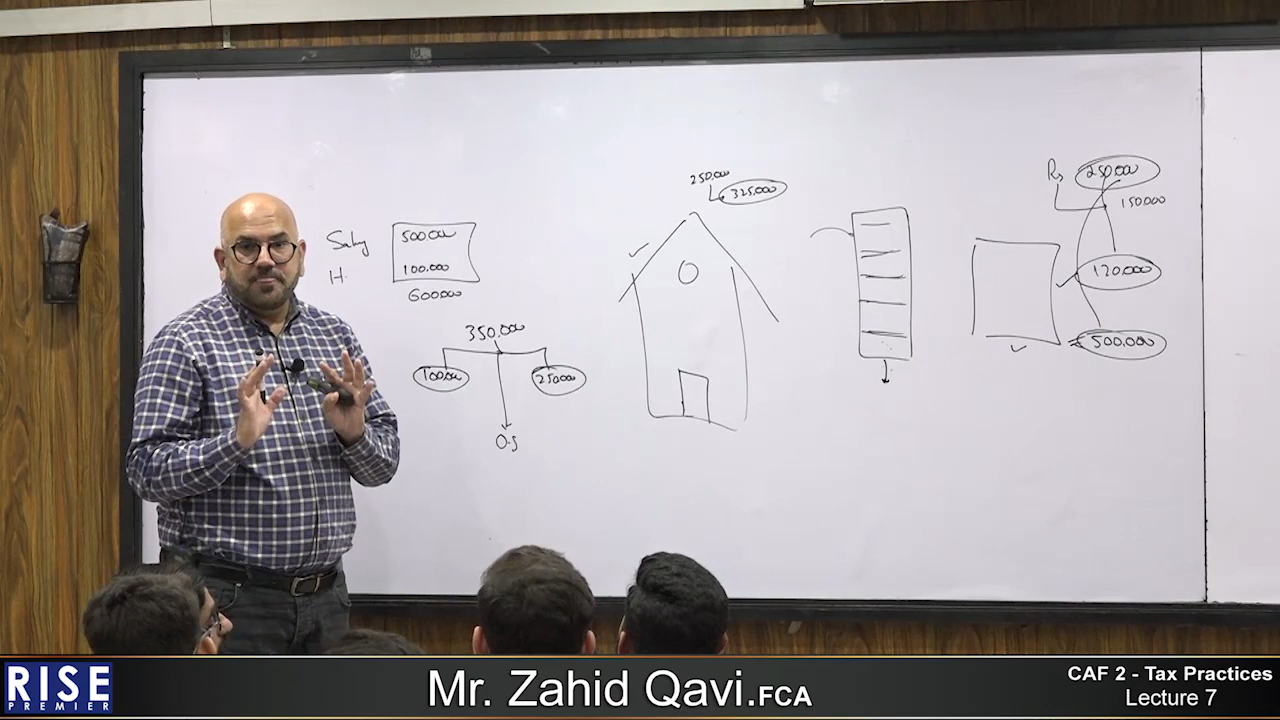 Salary 500.000
H. 100.000
600.000
350.000
100.000 250.000
O.S
250.000
325.000
Rs 250.000
150.000
120.000
500.000
RISE
PREMIER
Mr. Zahid Qavi.FCA
CAF 2 - Tax Practices
Lecture 7